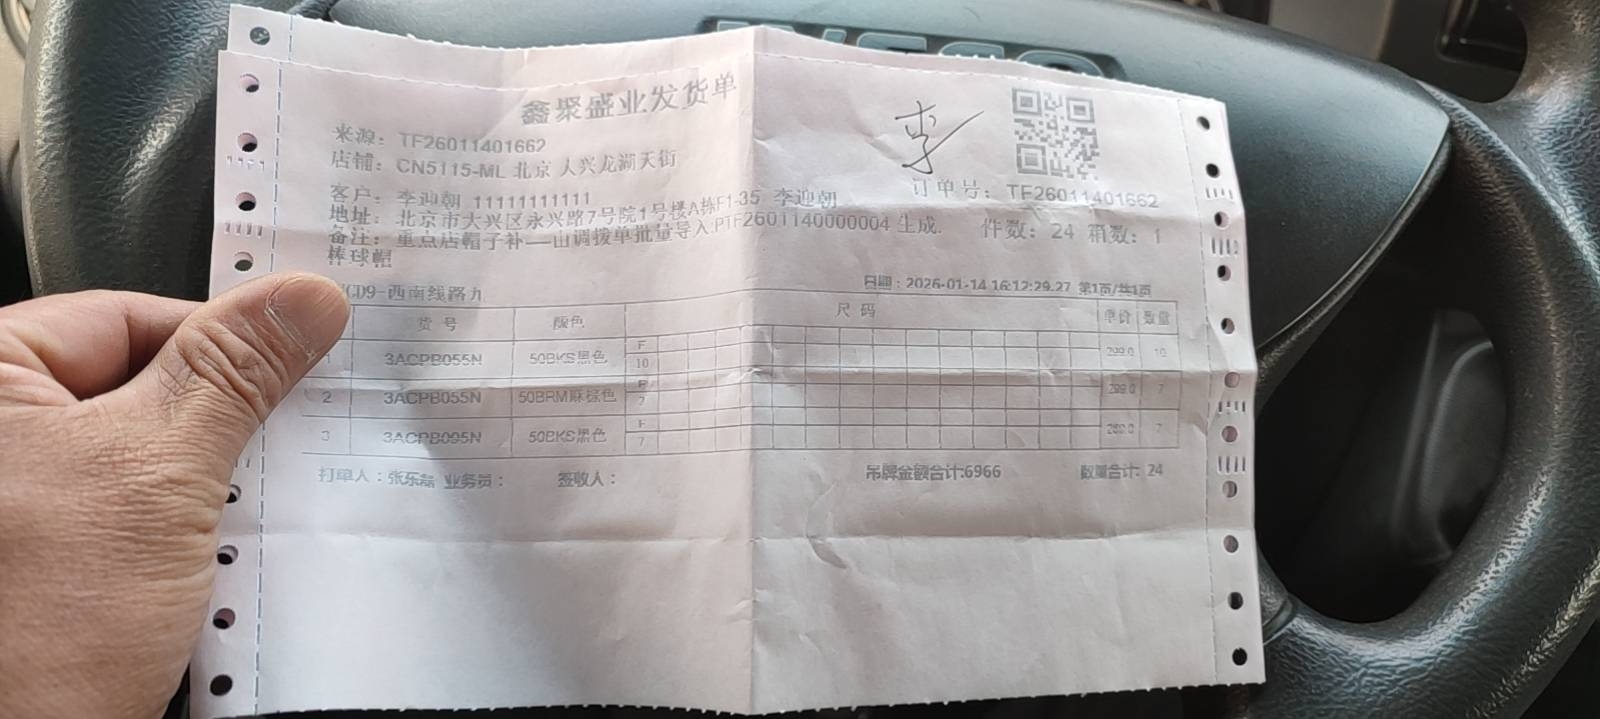 鑫聚盛业发货单
李
来源：TF26011401662
店铺：CN5115-ML 北京大兴龙湖天街
客户：李迎朝 11111111111
订单号：TF26011401662
地址：北京市大兴区永兴路7号院1号楼A栋F1-35 李迎朝
备注：重点店帽子补—山调拨单批量导入:PTF2601140000004 生成.
件数：24 箱数：1
棒球帽
CD9-西南线路九
日期：2026-01-14 16:12:29.27 第1页/共1页
货 号 颜色 尺 码 单价 数量
1 3ACPB055N 50BKS黑色 F 10 299.0 10
2 3ACPB055N 50BRM麻棕色 F 7 299.0 7
3 3ACPB095N 50BKS黑色 F 7 7
打单人：张东磊 业务员： 签收人： 吊牌金额合计:6966 数量合计: 24